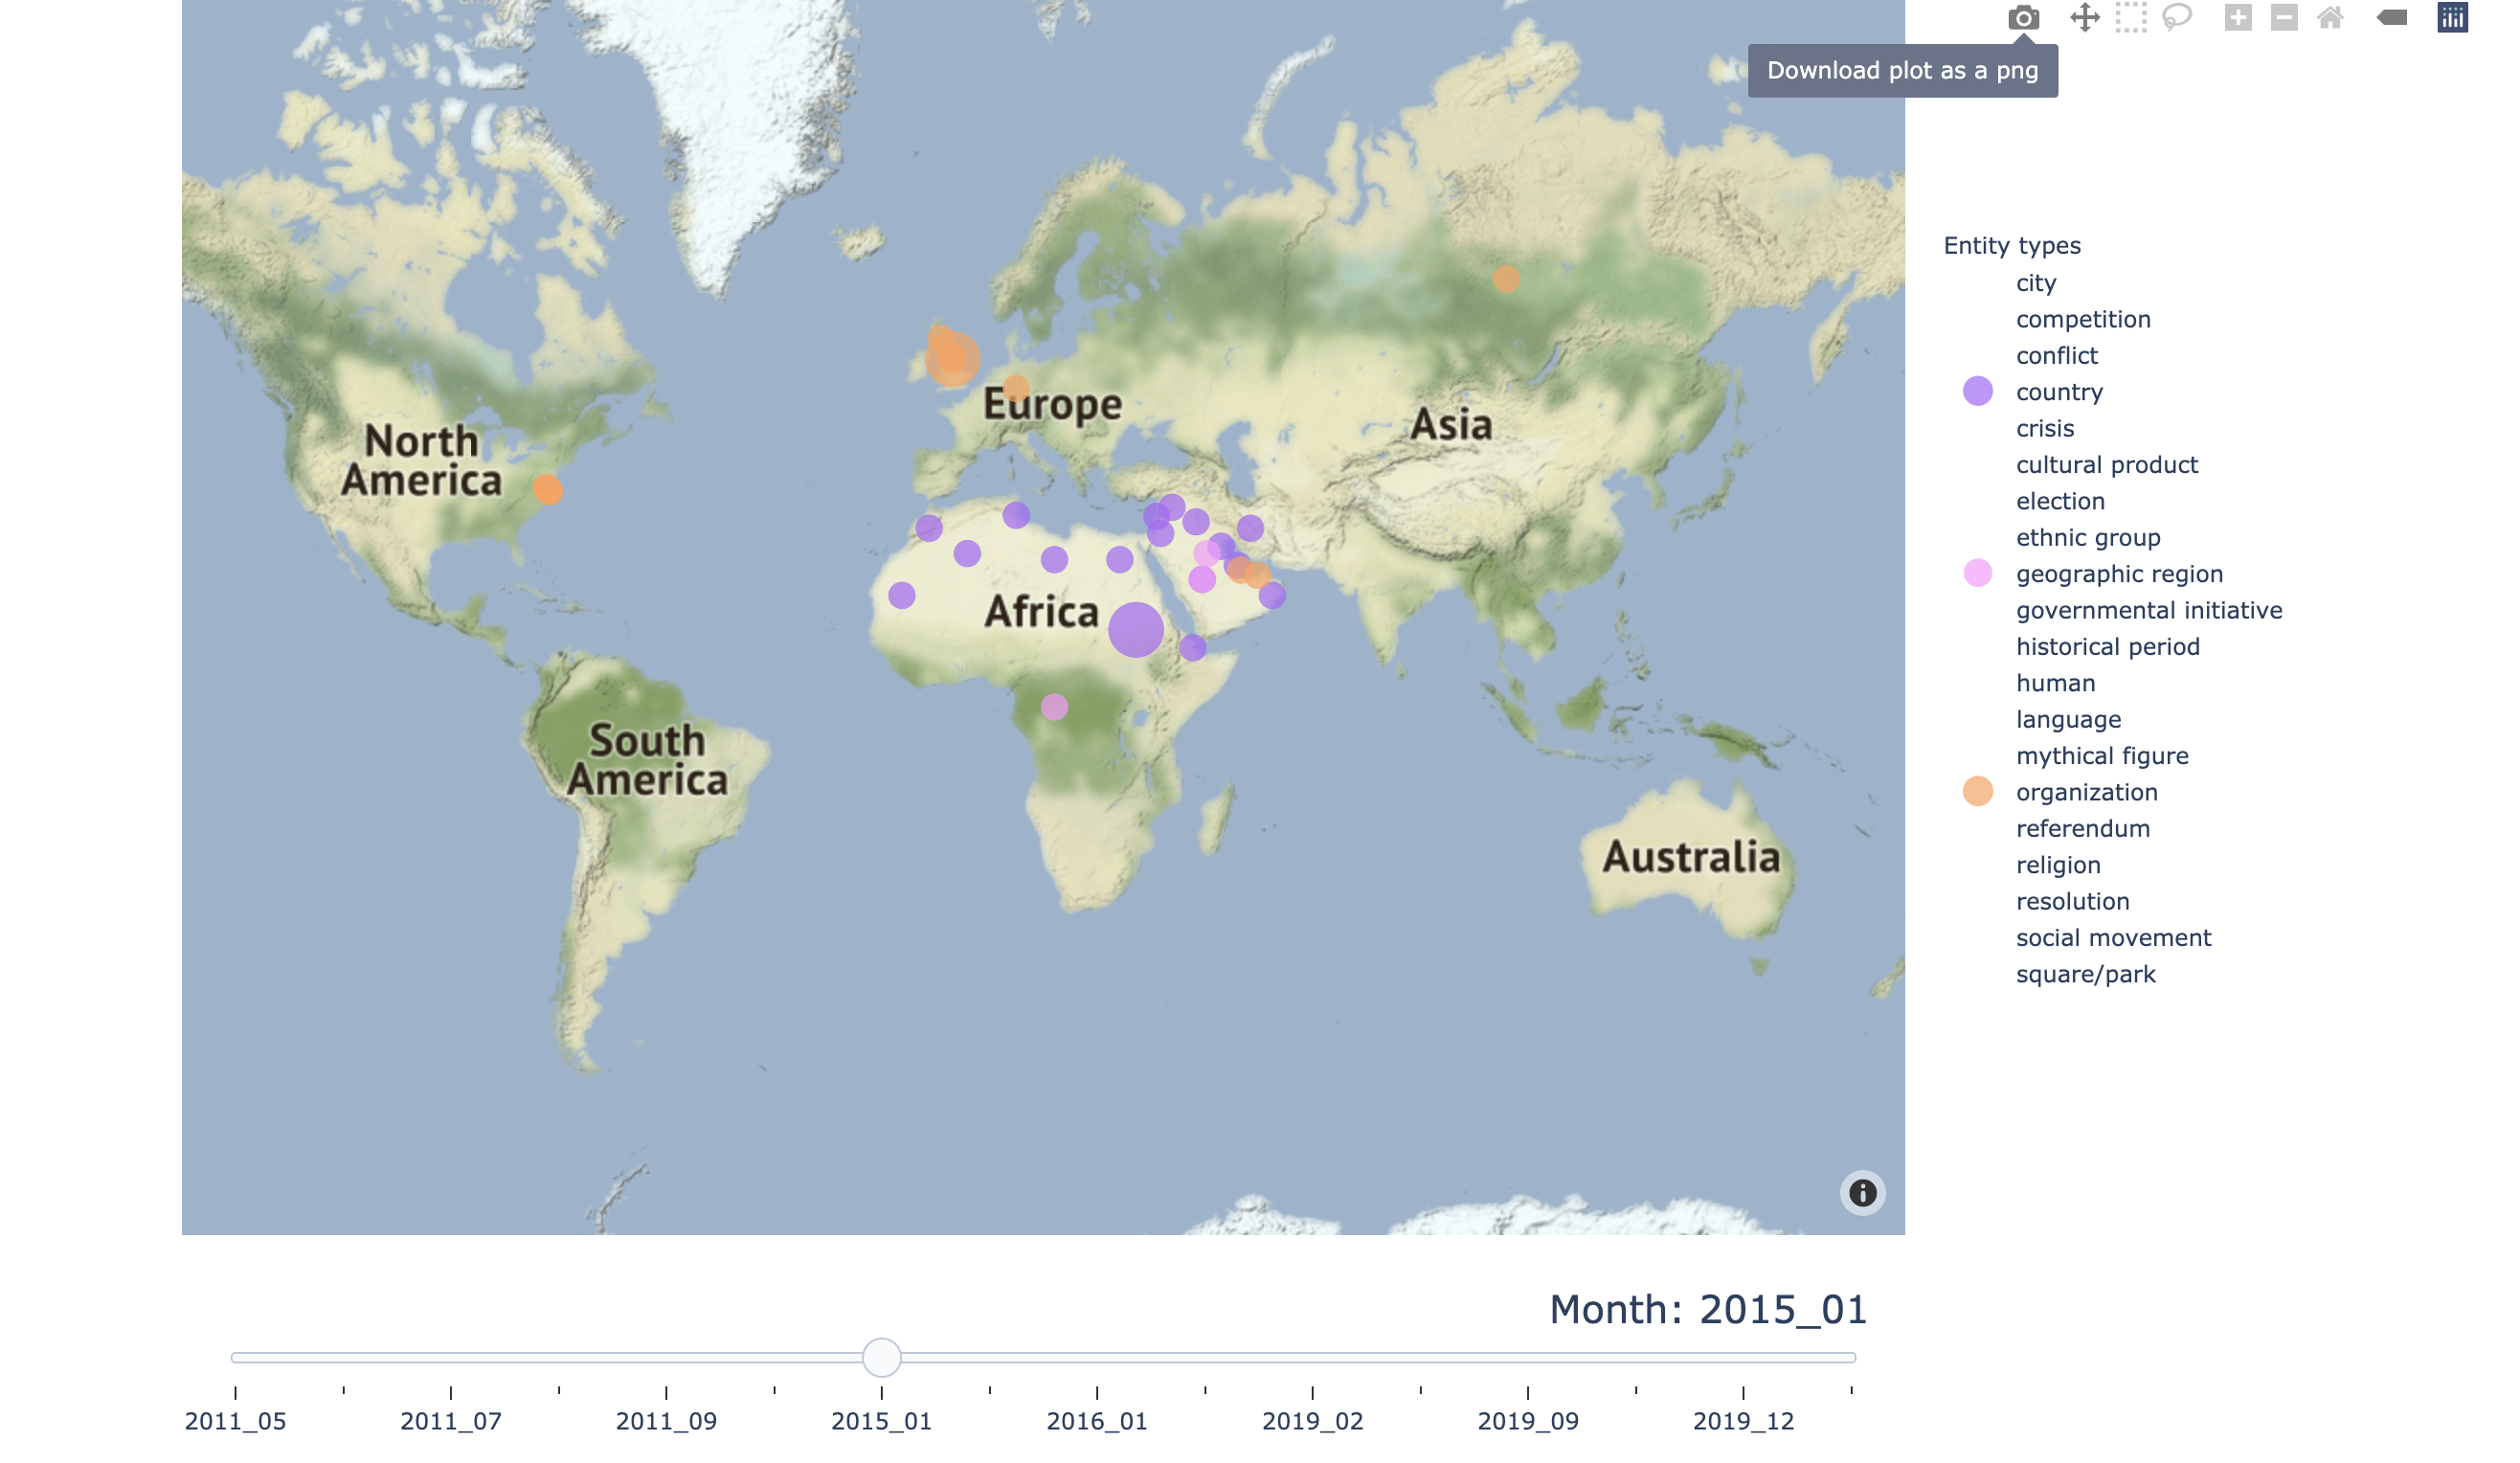 Download plot as a png
Entity types
city
competition
conflict
country
crisis
cultural product
election
ethnic group
geographic region
governmental initiative
historical period
human
language
mythical figure
organization
referendum
religion
resolution
social movement
square/park
North
America
Europe
Asia
Africa
South
America
Australia
Month: 2015_01
2011_05 2011_07 2011_09 2015_01 2016_01 2019_02 2019_09 2019_12